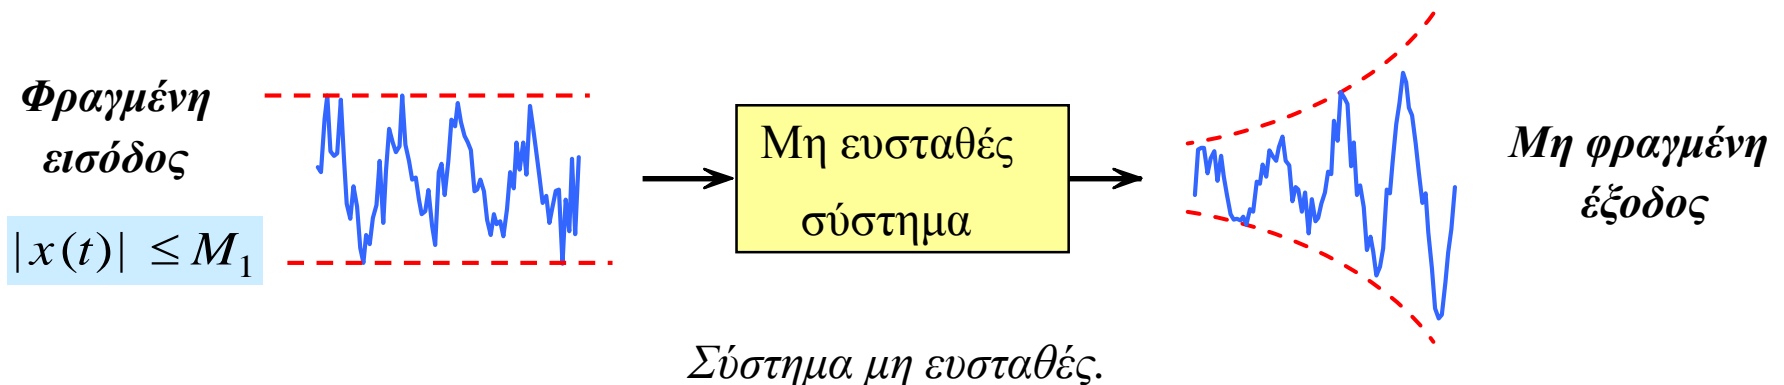 Φραγμένη
εισόδος
|x(t)| ≤ M₁
Μη ευσταθές
σύστημα
Μη φραγμένη
έξοδος
Σύστημα μη ευσταθές.